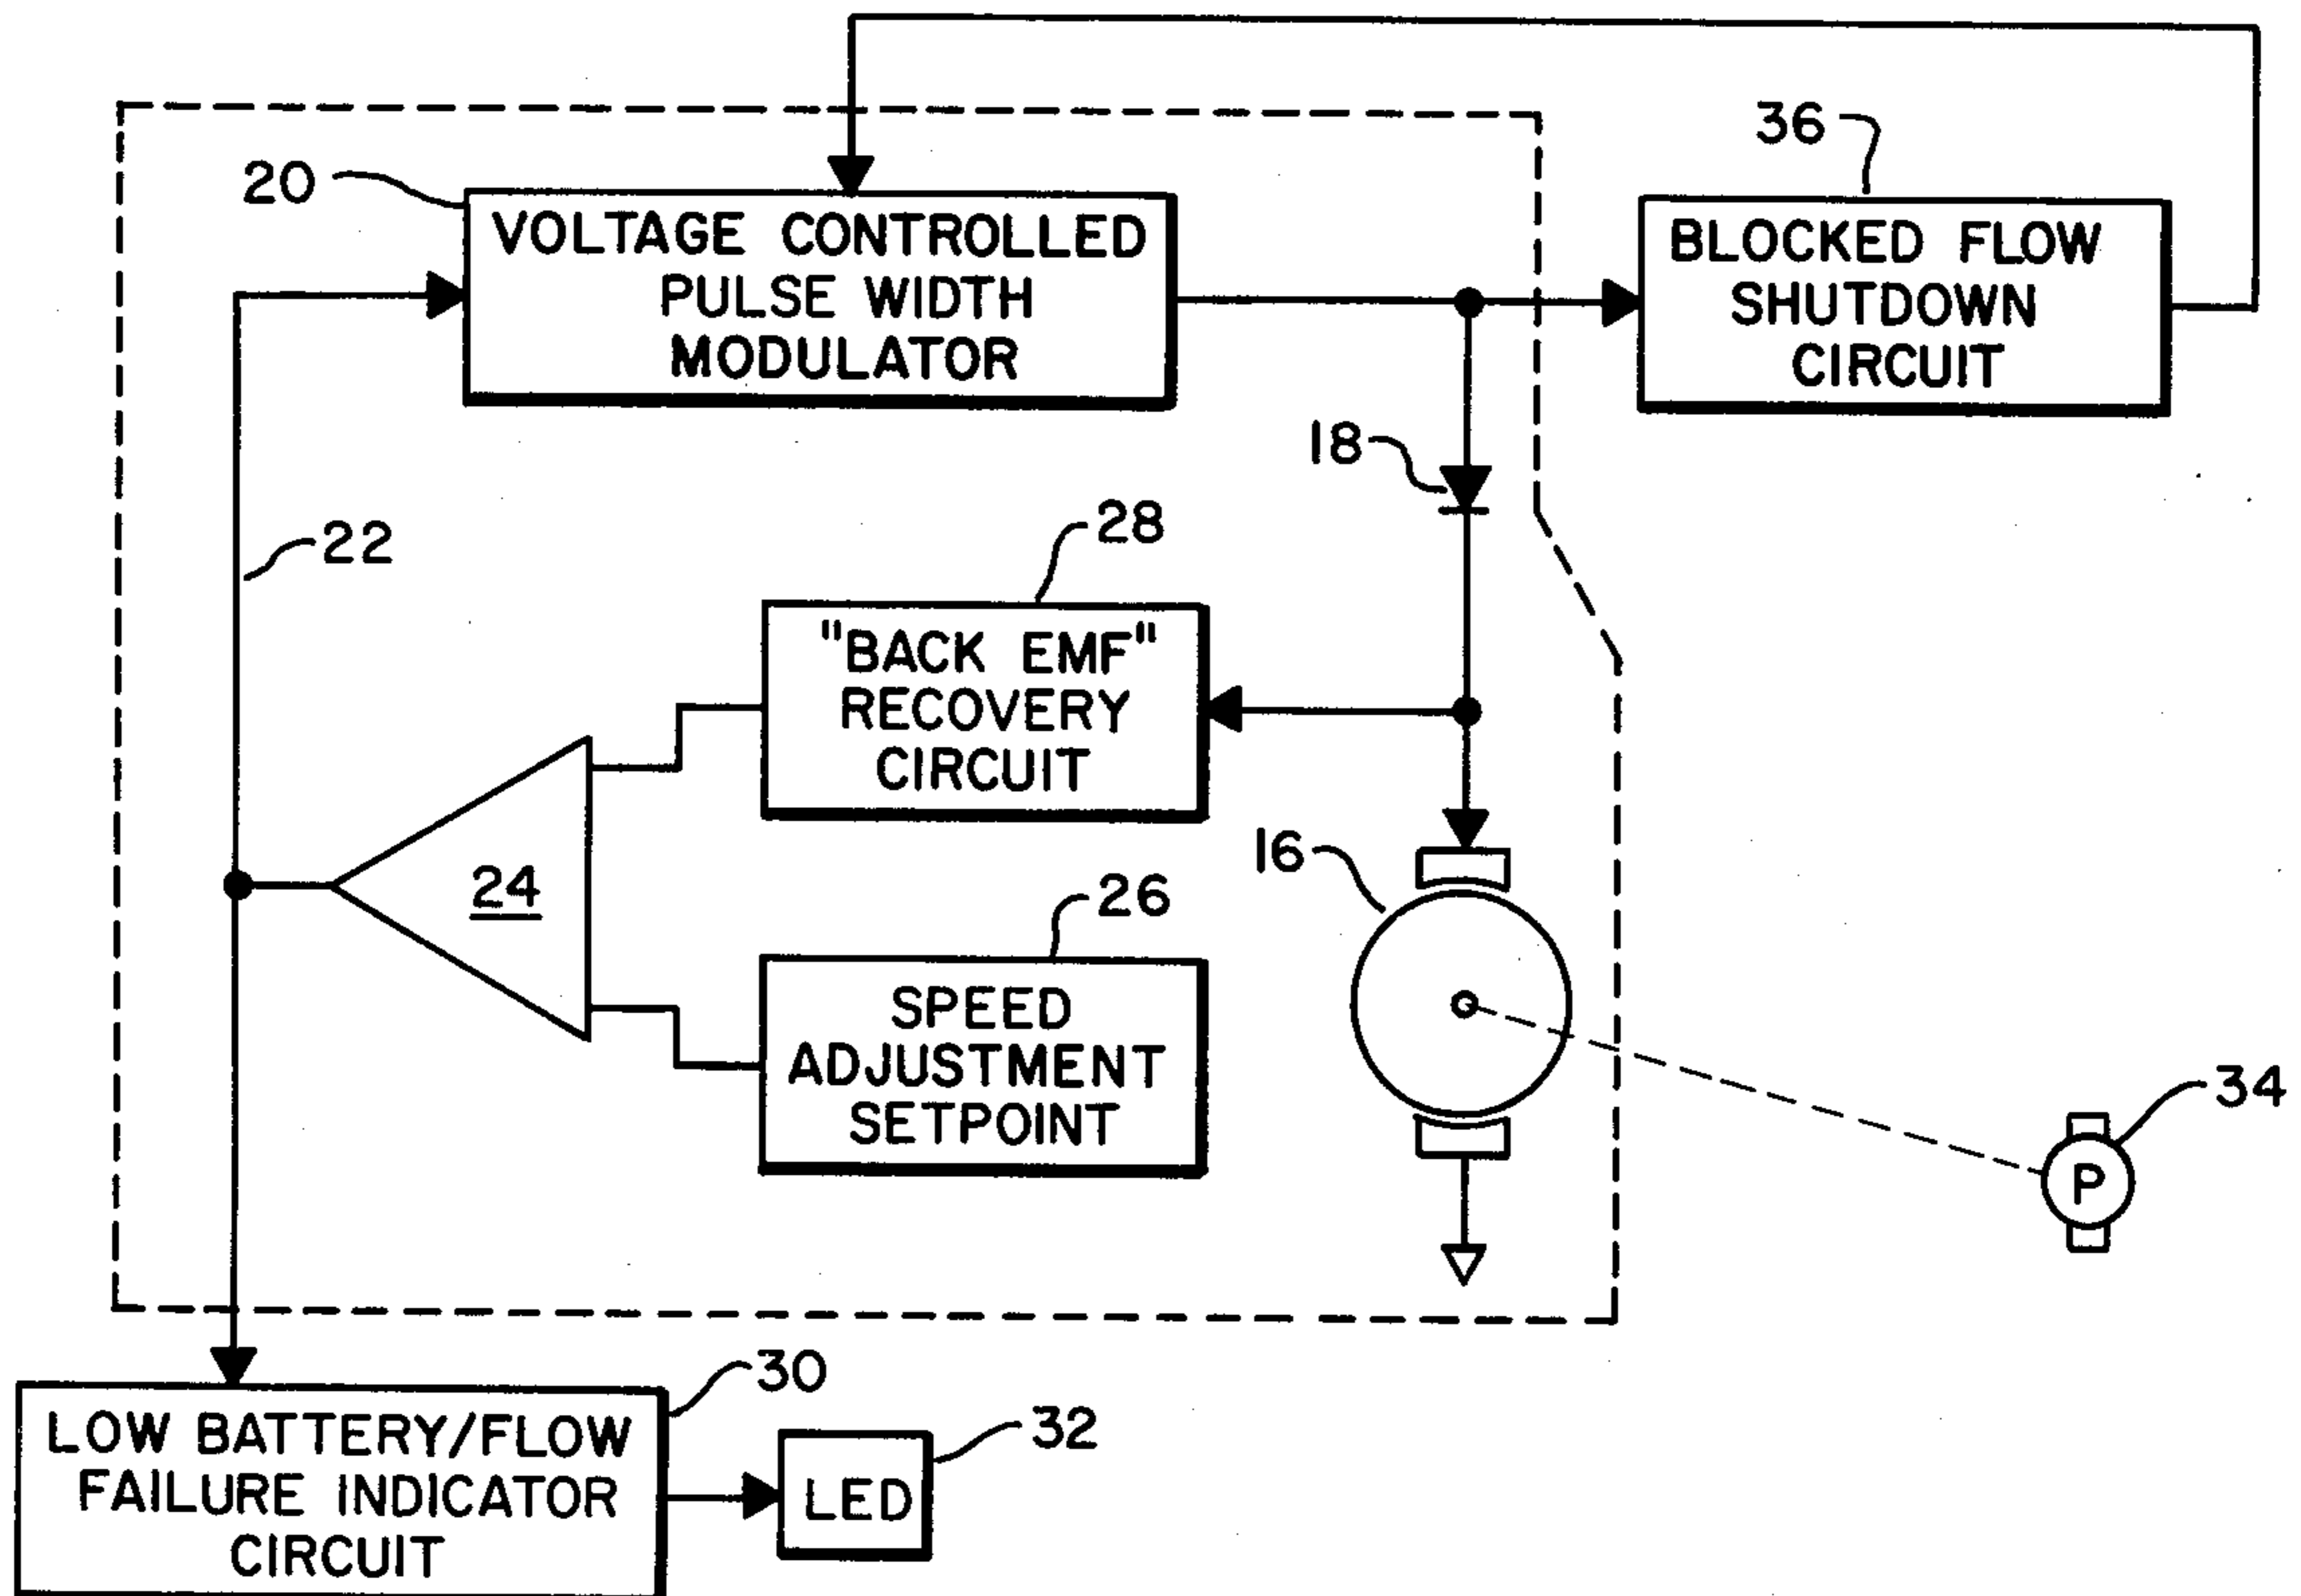 36
20
VOLTAGE CONTROLLED
PULSE WIDTH
MODULATOR
BLOCKED FLOW
SHUTDOWN
CIRCUIT
18
22
28
"BACK EMF"
RECOVERY
CIRCUIT
16
24
26
SPEED
ADJUSTMENT
SETPOINT
34
P
30
LOW BATTERY/FLOW
FAILURE INDICATOR
CIRCUIT
32
LED